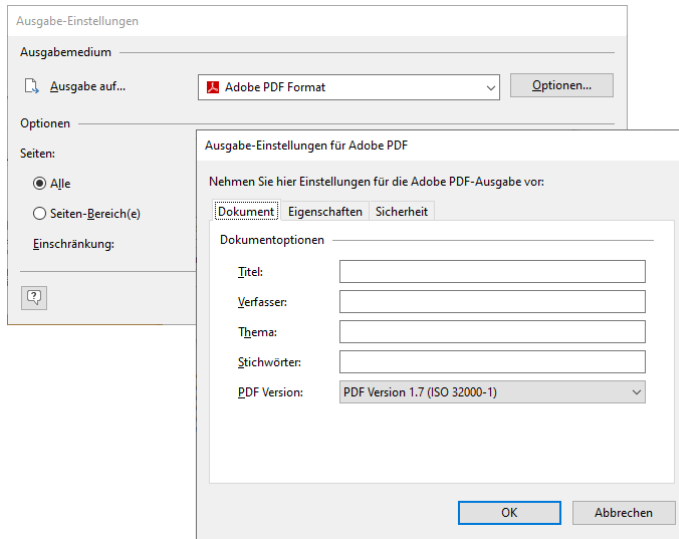 Ausgabe-Einstellungen
Ausgabemedium
Ausgabe auf...
Adobe PDF Format
Optionen...
Optionen
Seiten:
Alle
Seiten-Bereich(e)
Einschränkung:
Ausgabe-Einstellungen für Adobe PDF
Nehmen Sie hier Einstellungen für die Adobe PDF-Ausgabe vor:
Dokument Eigenschaften Sicherheit
Dokumentoptionen
Titel:
Verfasser:
Thema:
Stichwörter:
PDF Version: PDF Version 1.7 (ISO 32000-1)
OK Abbrechen